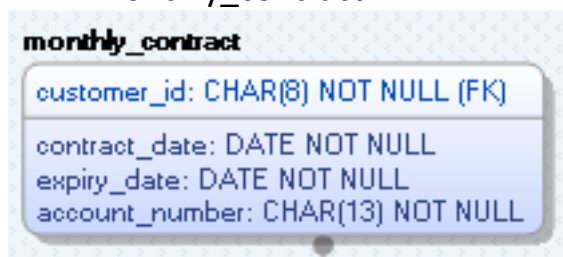 monthly_contract
customer_id: CHAR(8) NOT NULL (FK)
contract_date: DATE NOT NULL
expiry_date: DATE NOT NULL
account_number: CHAR(13) NOT NULL